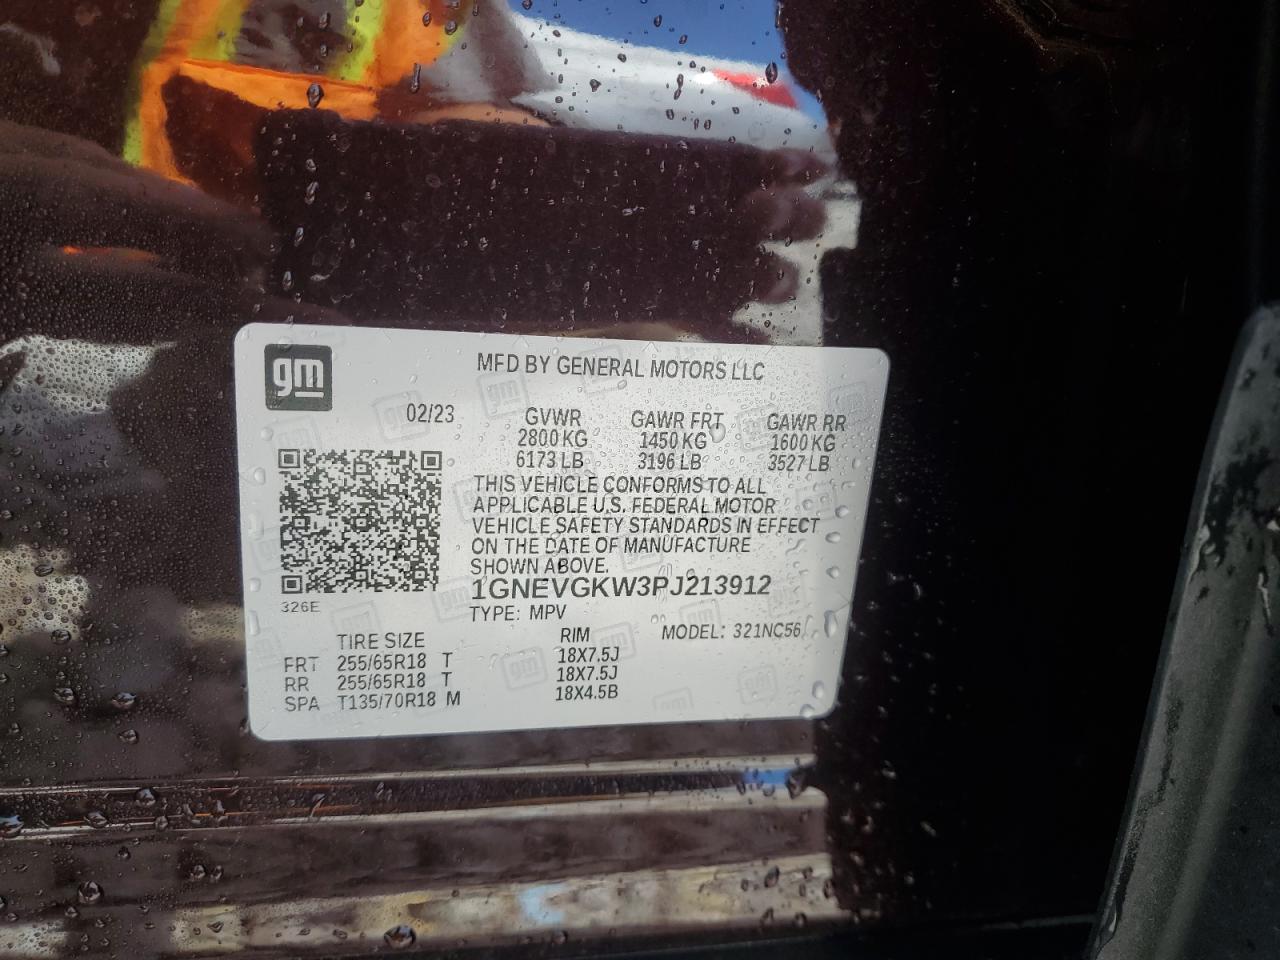 gm
MFD BY GENERAL MOTORS LLC
02/23 GVWR GAWR FRT GAWR RR
2800 KG 1450 KG 1600 KG
6173 LB 3196 LB 3527 LB
THIS VEHICLE CONFORMS TO ALL
APPLICABLE U.S. FEDERAL MOTOR
VEHICLE SAFETY STANDARDS IN EFFECT
ON THE DATE OF MANUFACTURE
SHOWN ABOVE.
1GNEVGKW3PJ213912
326E
TYPE: MPV
MODEL: 321NC56
TIRE SIZE RIM
FRT 255/65R18 T 18X7.5J
RR 255/65R18 T 18X7.5J
SPA T135/70R18 M 18X4.5B